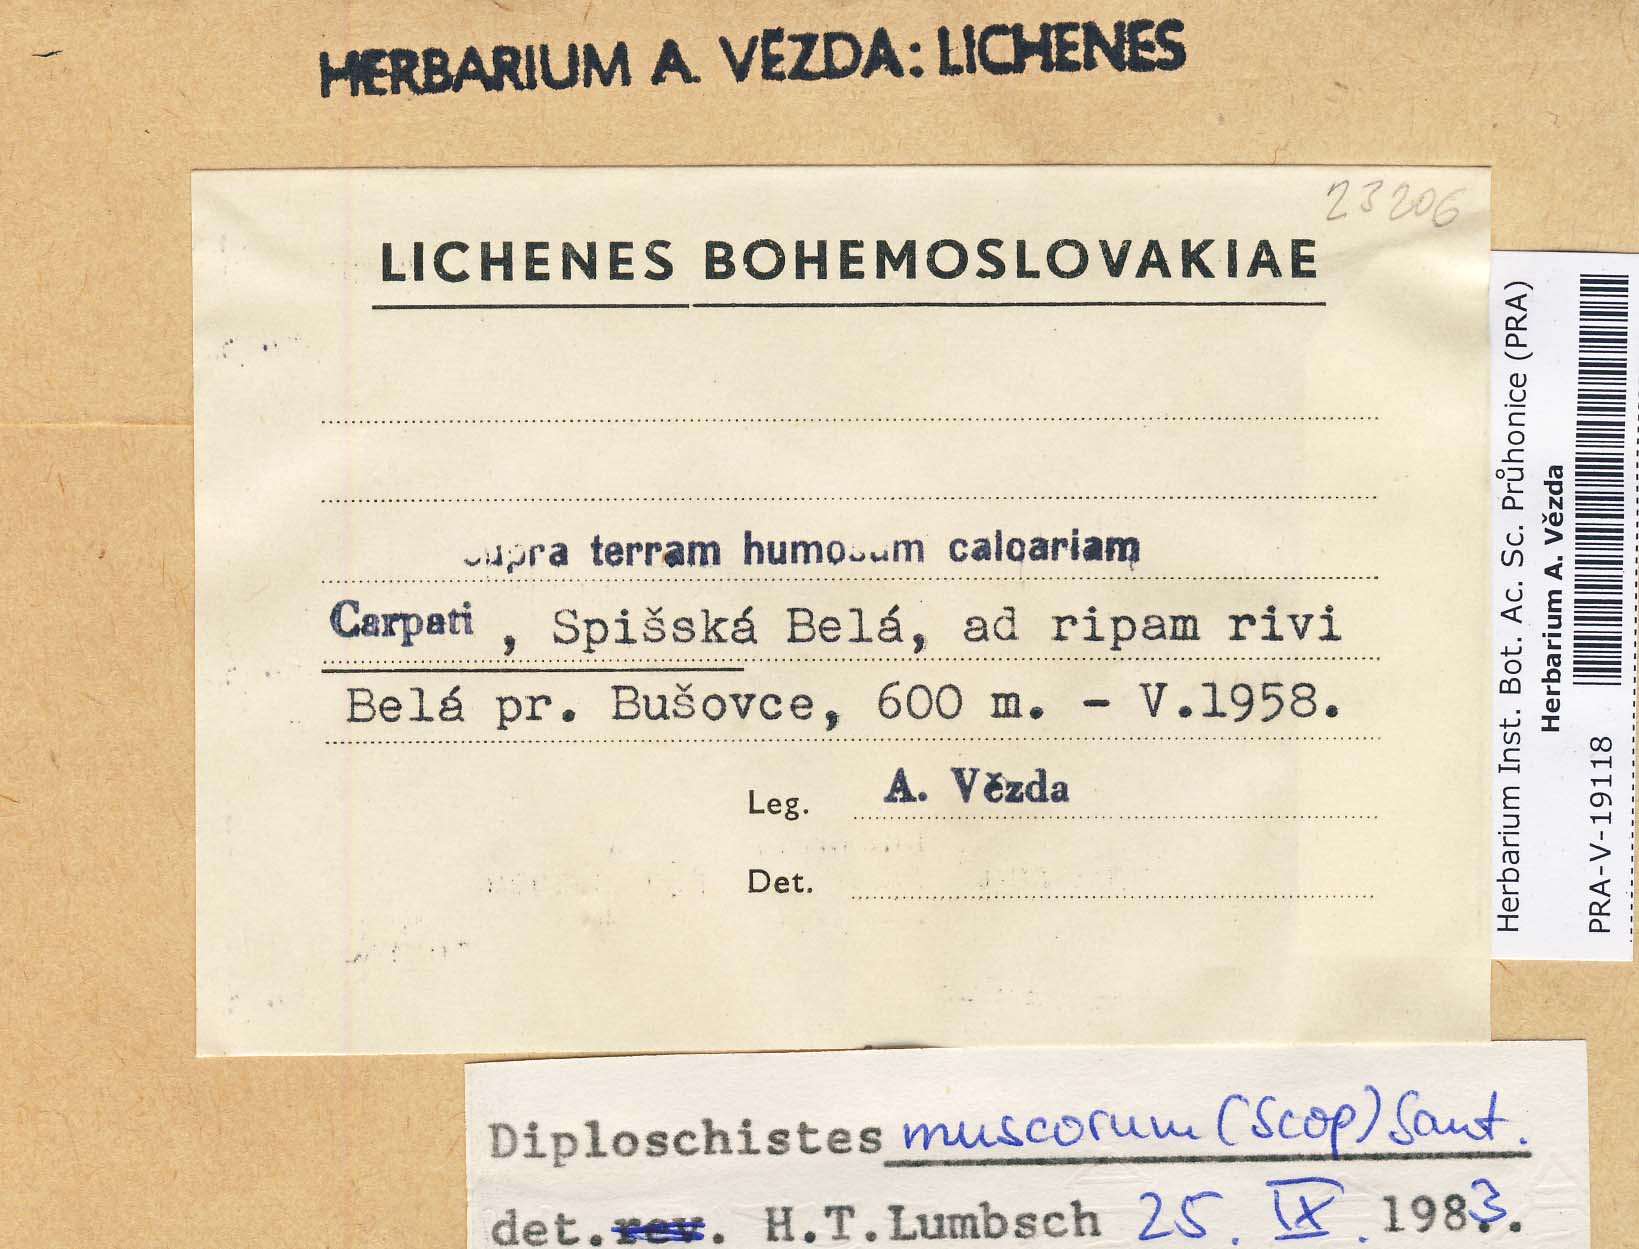 HERBARIUM A. VĚZDA: LICHENES
23206
LICHENES BOHEMOSLOVAKIAE
supra terram humosum calcariam
Carpati, Spišská Belá, ad ripam rivi
Belá pr. Bušovce, 600 m. - V.1958.
Leg. A. Vězda
Det.
Herbarium Inst. Bot. Ac. Sc. Průhonice (PRA)
Herbarium A. Vězda
PRA-V-19118
Diploschistes muscorum (Scop) Sant.
det. rev. H.T.Lumbsch 25. IX. 1983.